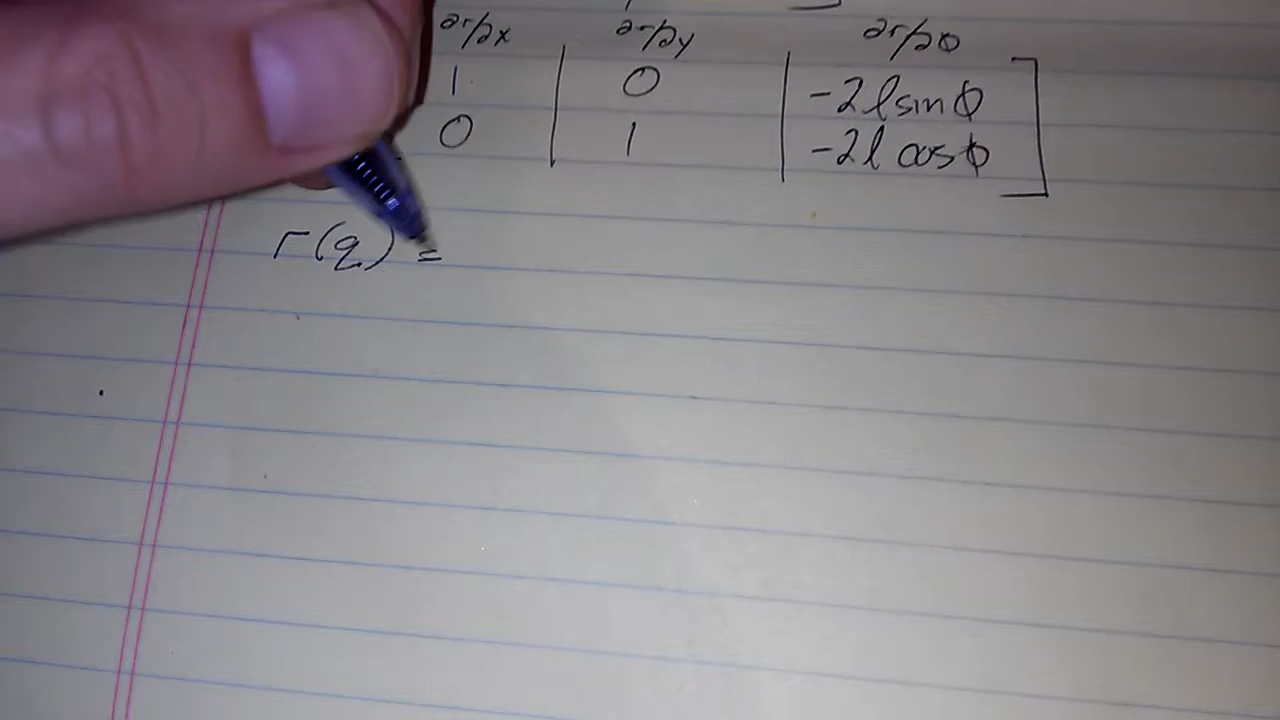 ∂r/∂x ∂r/∂y ∂r/∂φ
1 | 0 | -2l sin φ
0 | 1 | -2l cos φ ]
r(q) =